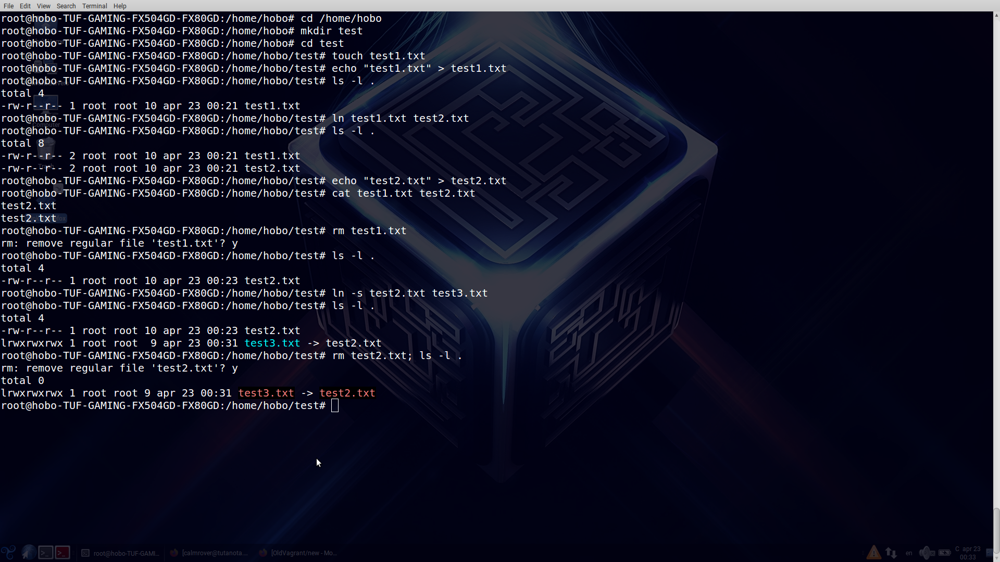 File Edit View Search Terminal Help
root@hobo-TUF-GAMING-FX504GD-FX80GD:/home/hobo# cd /home/hobo
root@hobo-TUF-GAMING-FX504GD-FX80GD:/home/hobo# mkdir test
root@hobo-TUF-GAMING-FX504GD-FX80GD:/home/hobo# cd test
root@hobo-TUF-GAMING-FX504GD-FX80GD:/home/hobo/test# touch test1.txt
root@hobo-TUF-GAMING-FX504GD-FX80GD:/home/hobo/test# echo "test1.txt" > test1.txt
root@hobo-TUF-GAMING-FX504GD-FX80GD:/home/hobo/test# ls -l .
total 4
-rw-r--r-- 1 root root 10 apr 23 00:21 test1.txt
root@hobo-TUF-GAMING-FX504GD-FX80GD:/home/hobo/test# ln test1.txt test2.txt
Computer
root@hobo-TUF-GAMING-FX504GD-FX80GD:/home/hobo/test# ls -l .
total 8
-rw-r--r-- 2 root root 10 apr 23 00:21 test1.txt
Trash
-rw-r--r-- 2 root root 10 apr 23 00:21 test2.txt
root@hobo-TUF-GAMING-FX504GD-FX80GD:/home/hobo/test# echo "test2.txt" > test2.txt
root@hobo-TUF-GAMING-FX504GD-FX80GD:/home/hobo/test# cat test1.txt test2.txt
test2.txt
test2.txt
root@hobo-TUF-GAMING-FX504GD-FX80GD:/home/hobo/test# rm test1.txt
rm: remove regular file 'test1.txt'? y
root@hobo-TUF-GAMING-FX504GD-FX80GD:/home/hobo/test# ls -l .
total 4
-rw-r--r-- 1 root root 10 apr 23 00:23 test2.txt
root@hobo-TUF-GAMING-FX504GD-FX80GD:/home/hobo/test# ln -s test2.txt test3.txt
root@hobo-TUF-GAMING-FX504GD-FX80GD:/home/hobo/test# ls -l .
total 4
-rw-r--r-- 1 root root 10 apr 23 00:23 test2.txt
lrwxrwxrwx 1 root root  9 apr 23 00:31 test3.txt -> test2.txt
root@hobo-TUF-GAMING-FX504GD-FX80GD:/home/hobo/test# rm test2.txt; ls -l .
rm: remove regular file 'test2.txt'? y
total 0
lrwxrwxrwx 1 root root 9 apr 23 00:31 test3.txt -> test2.txt
root@hobo-TUF-GAMING-FX504GD-FX80GD:/home/hobo/test#
root@hobo-TUF-GAMI... [calmrover@tutanota.... [OldVagrant/new - Mo... en C apr 23
00:33